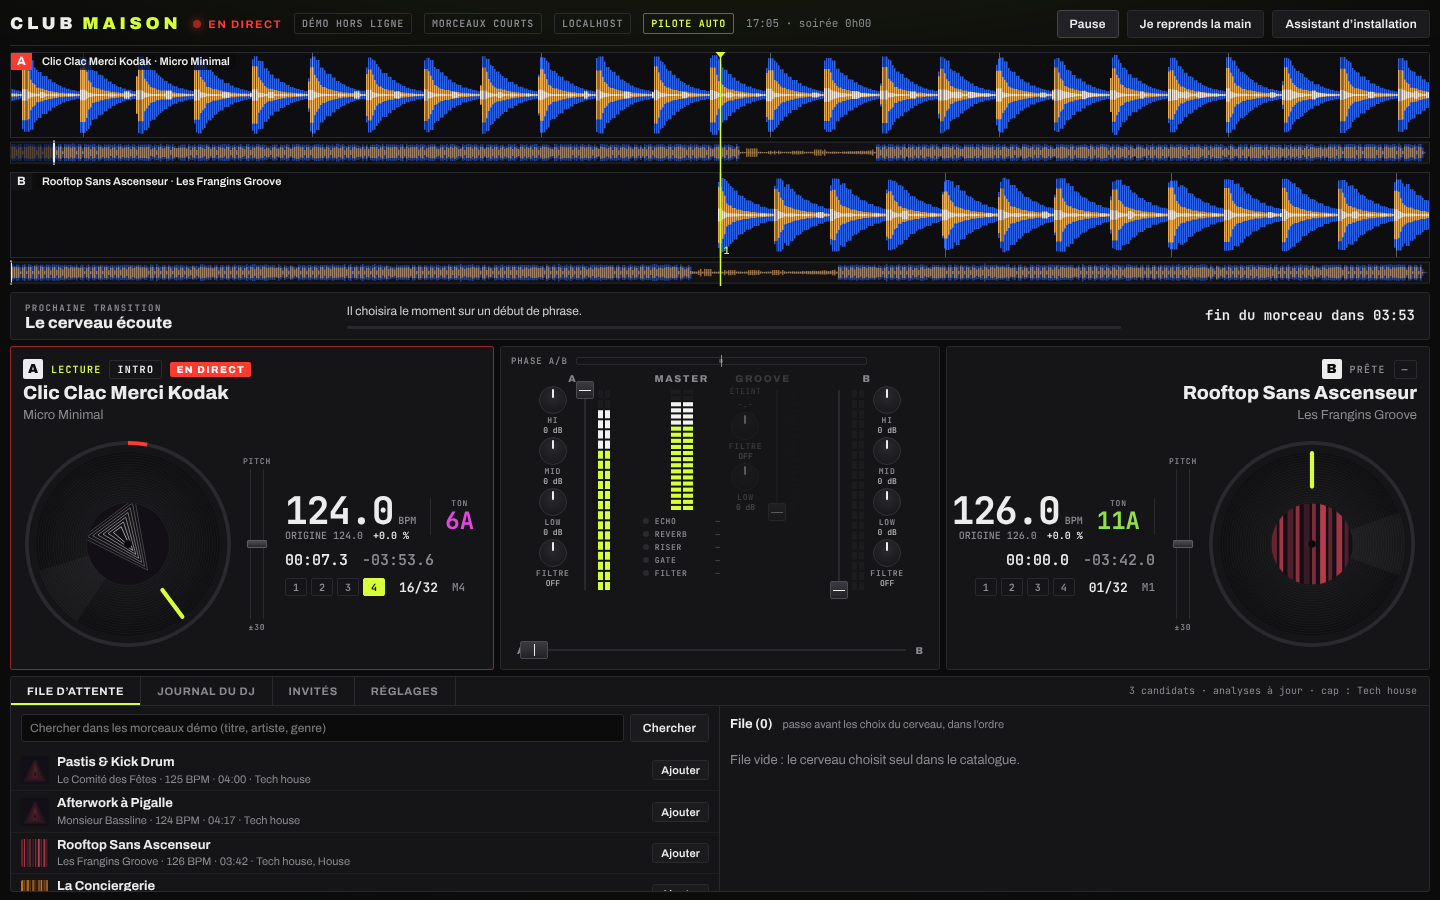 CLUB MAISON
EN DIRECT
DÉMO HORS LIGNE
MORCEAUX COURTS
LOCALHOST
PILOTE AUTO
17:05 · soirée 0h00
Pause
Je reprends la main
Assistant d'installation
A
Clic Clac Merci Kodak · Micro Minimal
B
Rooftop Sans Ascenseur · Les Frangins Groove
1
PROCHAINE TRANSITION
Le cerveau écoute
Il choisira le moment sur un début de phrase.
fin du morceau dans 03:53
A LECTURE INTRO EN DIRECT
Clic Clac Merci Kodak
Micro Minimal
PITCH
±30
124.0 BPM
ORIGINE 124.0 +0.0 %
TON
6A
00:07.3 -03:53.6
1 2 3 4 16/32 M4
PHASE A/B
A
MASTER
GROOVE
B
HI
0 dB
MID
0 dB
LOW
0 dB
FILTRE
OFF
ÉTEINT
--.-
FILTRE
OFF
LOW
0 dB
ECHO –
REVERB –
RISER –
GATE –
FILTER –
HI
0 dB
MID
0 dB
LOW
0 dB
FILTRE
OFF
B
B PRÊTE –
Rooftop Sans Ascenseur
Les Frangins Groove
126.0 BPM
ORIGINE 126.0 +0.0 %
TON
11A
00:00.0 -03:42.0
1 2 3 4 01/32 M1
PITCH
±30
FILE D'ATTENTE
JOURNAL DU DJ
INVITÉS
RÉGLAGES
3 candidats · analyses à jour · cap : Tech house
Chercher dans les morceaux démo (titre, artiste, genre)
Chercher
Pastis & Kick Drum
Le Comité des Fêtes · 125 BPM · 04:00 · Tech house
Ajouter
Afterwork à Pigalle
Monsieur Bassline · 124 BPM · 04:17 · Tech house
Ajouter
Rooftop Sans Ascenseur
Les Frangins Groove · 126 BPM · 03:42 · Tech house, House
Ajouter
La Conciergerie
File (0) passe avant les choix du cerveau, dans l'ordre
File vide : le cerveau choisit seul dans le catalogue.